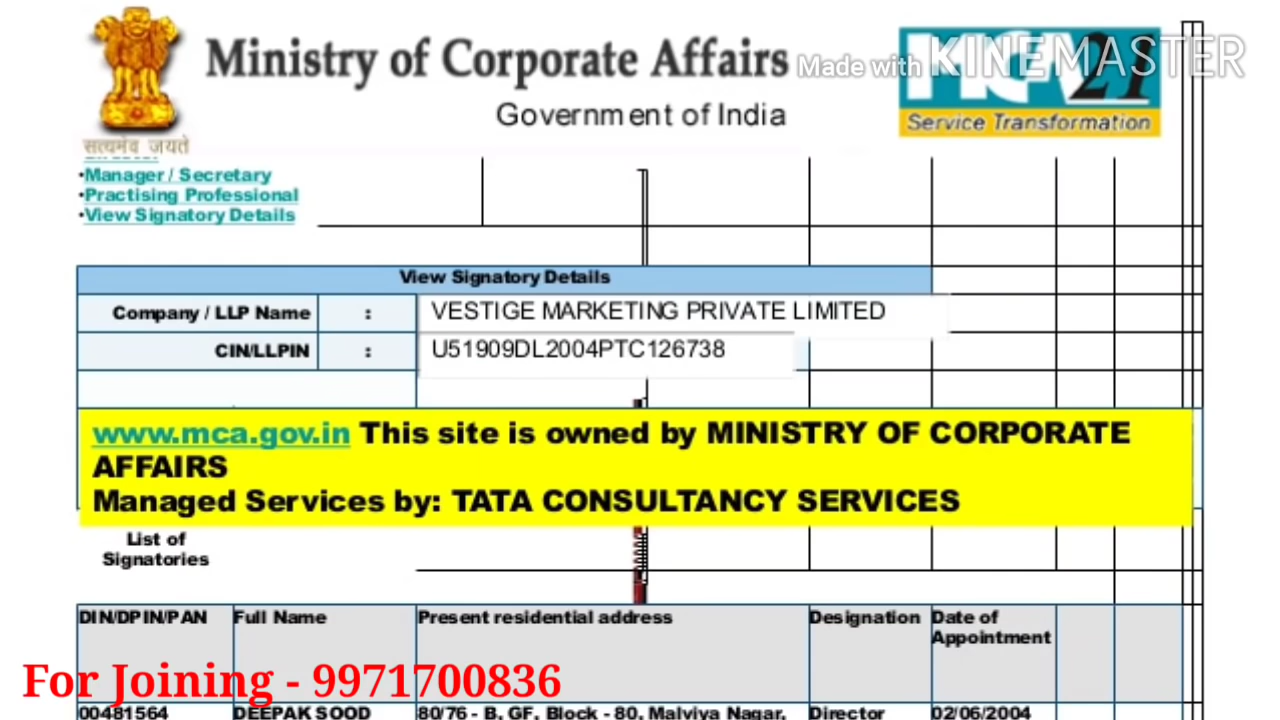 Ministry of Corporate Affairs
Government of India
Made with KINEMASTER
MCA 21
Service Transformation
सत्यमेव जयते
•Manager / Secretary
•Practising Professional
•View Signatory Details
View Signatory Details
Company / LLP Name : VESTIGE MARKETING PRIVATE LIMITED
CIN/LLPIN : U51909DL2004PTC126738
www.mca.gov.in This site is owned by MINISTRY OF CORPORATE
AFFAIRS
Managed Services by: TATA CONSULTANCY SERVICES
List of
Signatories
DIN/DPIN/PAN Full Name Present residential address Designation Date of
Appointment
For Joining - 9971700836
00481564 DEEPAK SOOD 80/76 - B, GF, Block - 80, Malviya Nagar, Director 02/06/2004